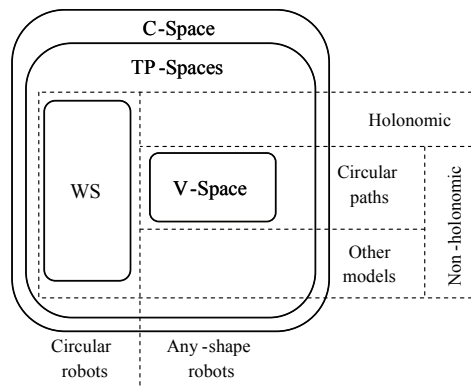 C-Space
TP-Spaces
Holonomic
WS
V-Space
Circular
paths
Non-holonomic
Other
models
Circular
robots
Any-shape
robots